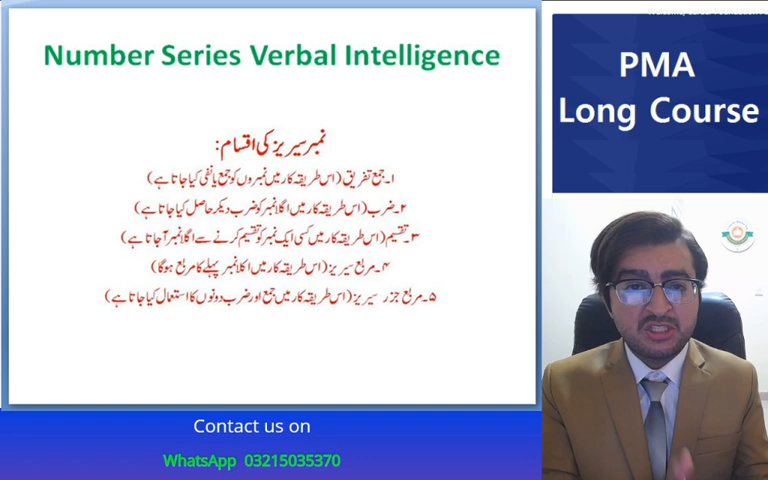 Number Series Verbal Intelligence
نمبر سیریز کی اقسام:
۱۔ جمع تفریق (اس طریقہ کار میں نمبروں کو جمع یا نفی کیا جاتا ہے)
۲۔ ضرب (اس طریقہ کار میں اگلا نمبر کو ضرب دیکر حاصل کیا جاتا ہے)
۳۔ تقسیم (اس طریقہ کار میں کسی ایک نمبر کو تقسیم کرنے سے اگلا نمبر آ جاتا ہے)
۴۔ مربع سیریز (اس طریقہ کار میں اگلا نمبر پہلے کا مربع ہوگا)
۵۔ مربع جزر سیریز (اس طریقہ کار میں جمع اور ضرب دونوں کا استعمال کیا جاتا ہے)
PMA
Long Course
Contact us on
WhatsApp 03215035370